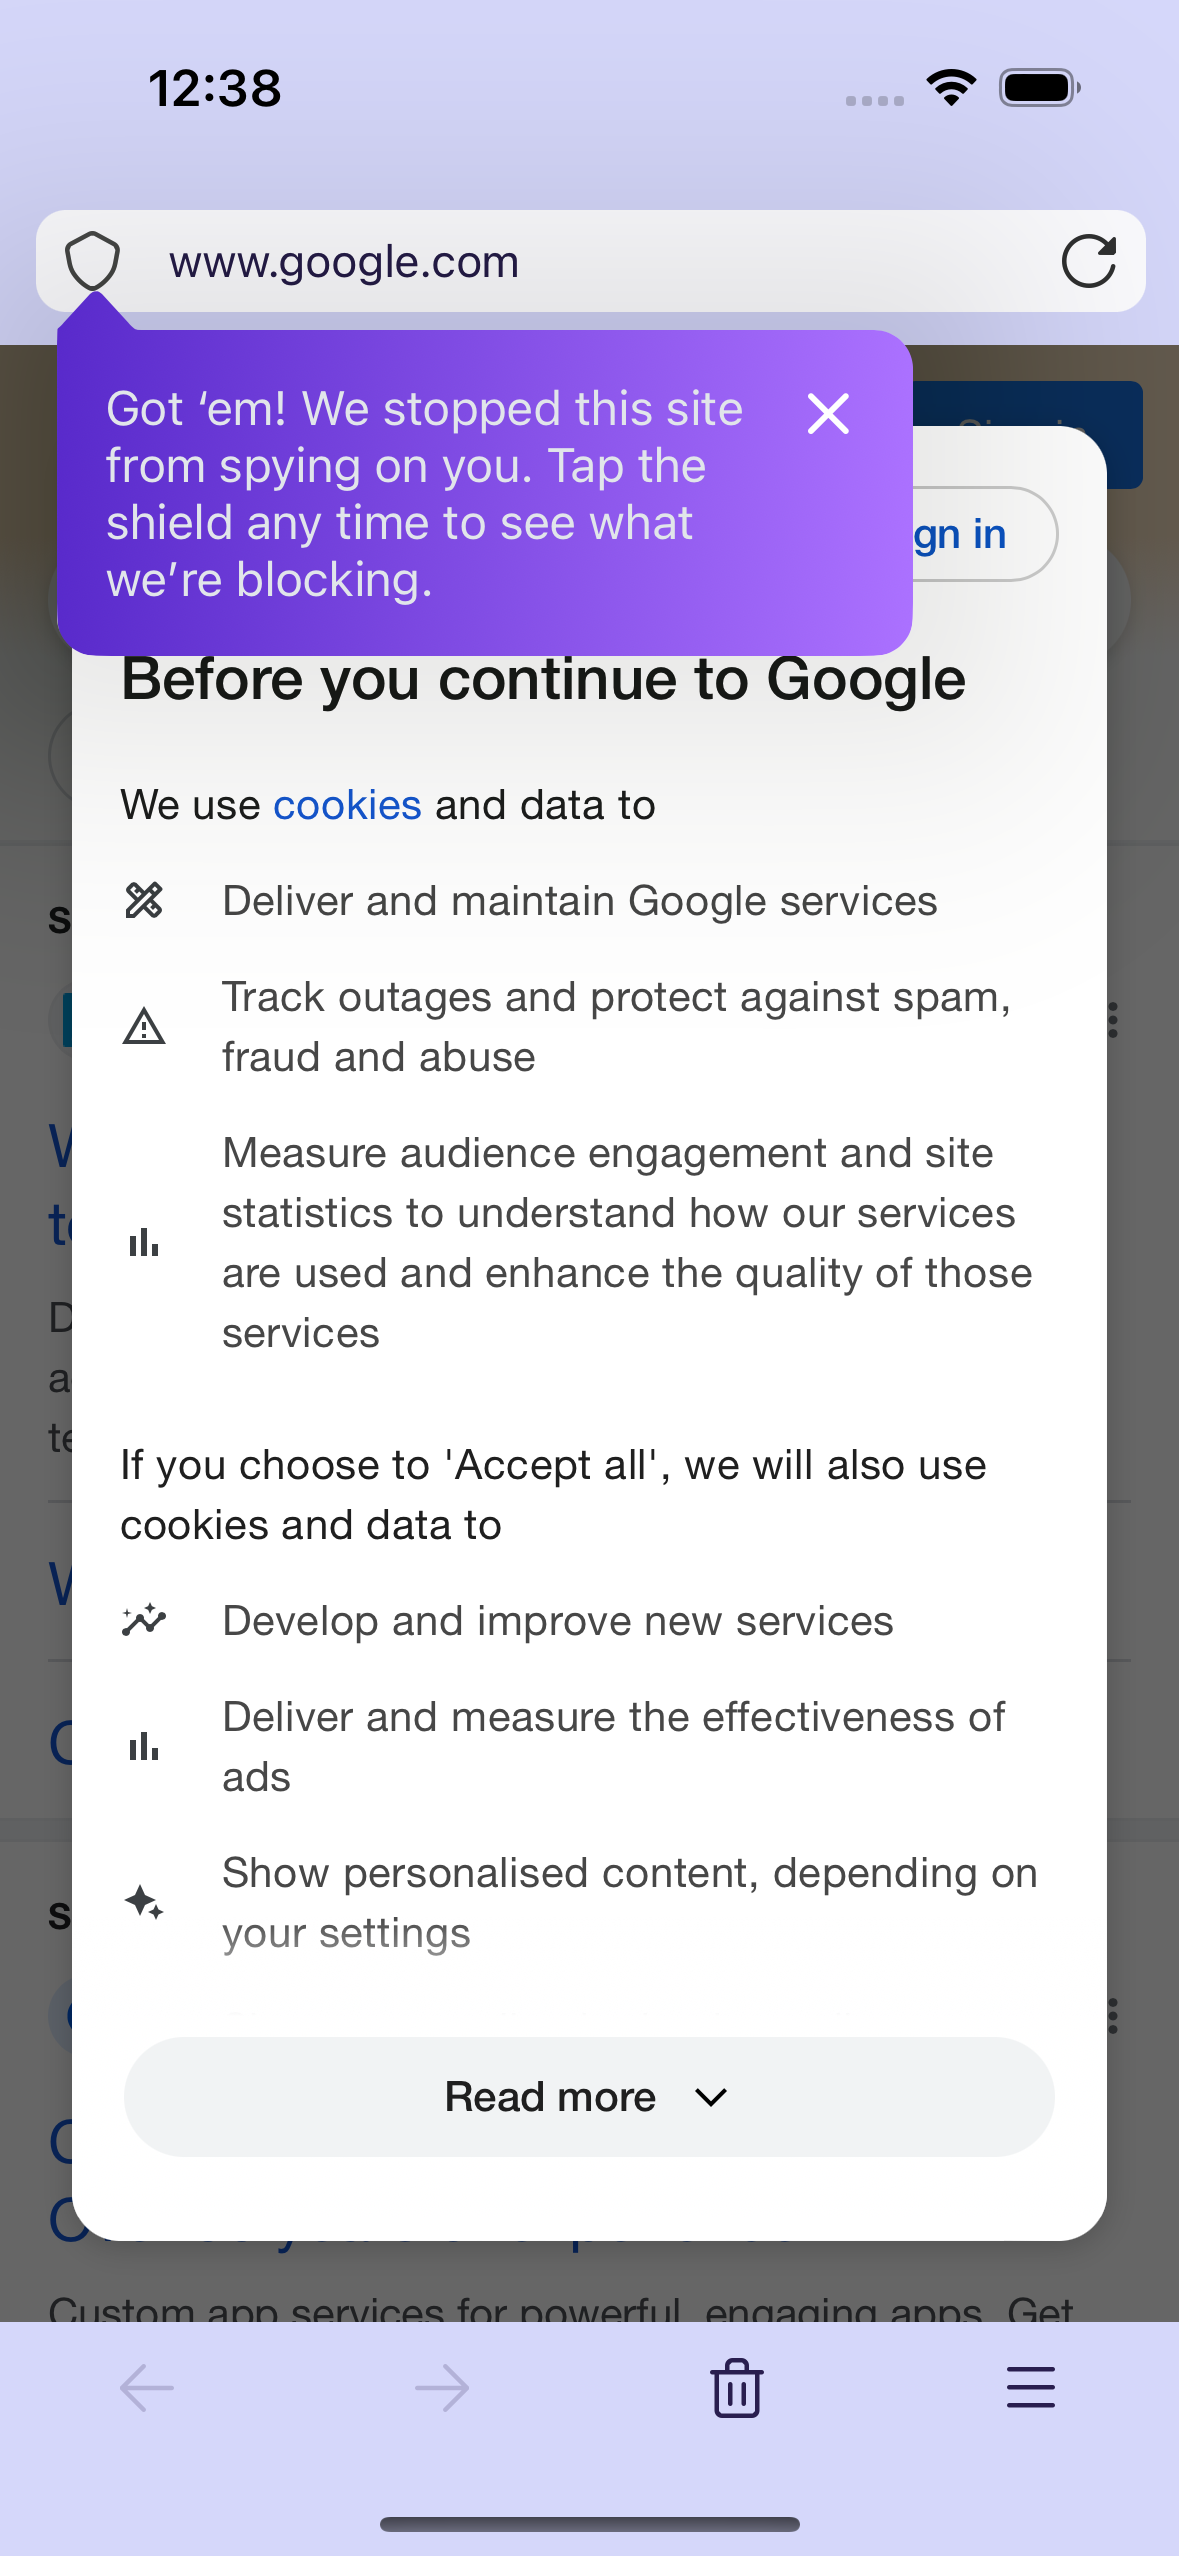 12:38
www.google.com
Got ‘em! We stopped this site
from spying on you. Tap the
shield any time to see what
we’re blocking.
gn in
Before you continue to Google
We use cookies and data to
Deliver and maintain Google services
Track outages and protect against spam,
fraud and abuse
Measure audience engagement and site
statistics to understand how our services
are used and enhance the quality of those
services
If you choose to 'Accept all', we will also use
cookies and data to
Develop and improve new services
Deliver and measure the effectiveness of
ads
Show personalised content, depending on
your settings
Read more
Custom app services for powerful, engaging apps. Get